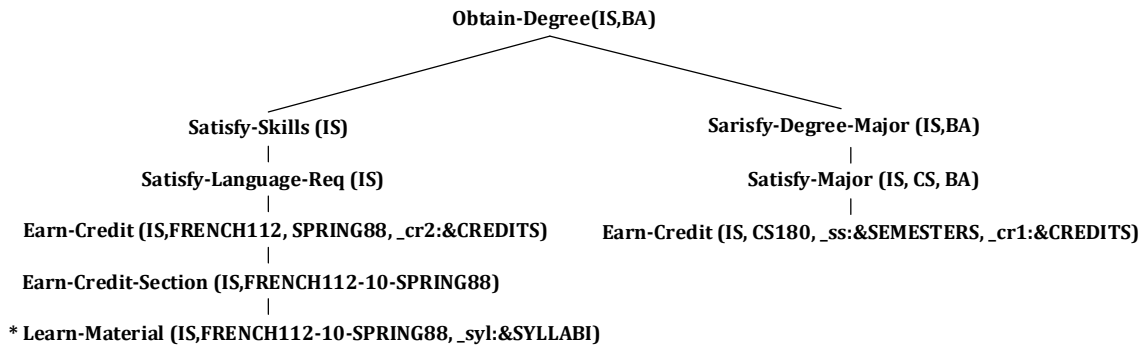 Obtain-Degree(IS,BA)
Satisfy-Skills (IS)
Sarisfy-Degree-Major (IS,BA)
Satisfy-Language-Req (IS)
Satisfy-Major (IS, CS, BA)
Earn-Credit (IS,FRENCH112, SPRING88, _cr2:&CREDITS)
Earn-Credit (IS, CS180, _ss:&SEMESTERS, _cr1:&CREDITS)
Earn-Credit-Section (IS,FRENCH112-10-SPRING88)
* Learn-Material (IS,FRENCH112-10-SPRING88, _syl:&SYLLABI)